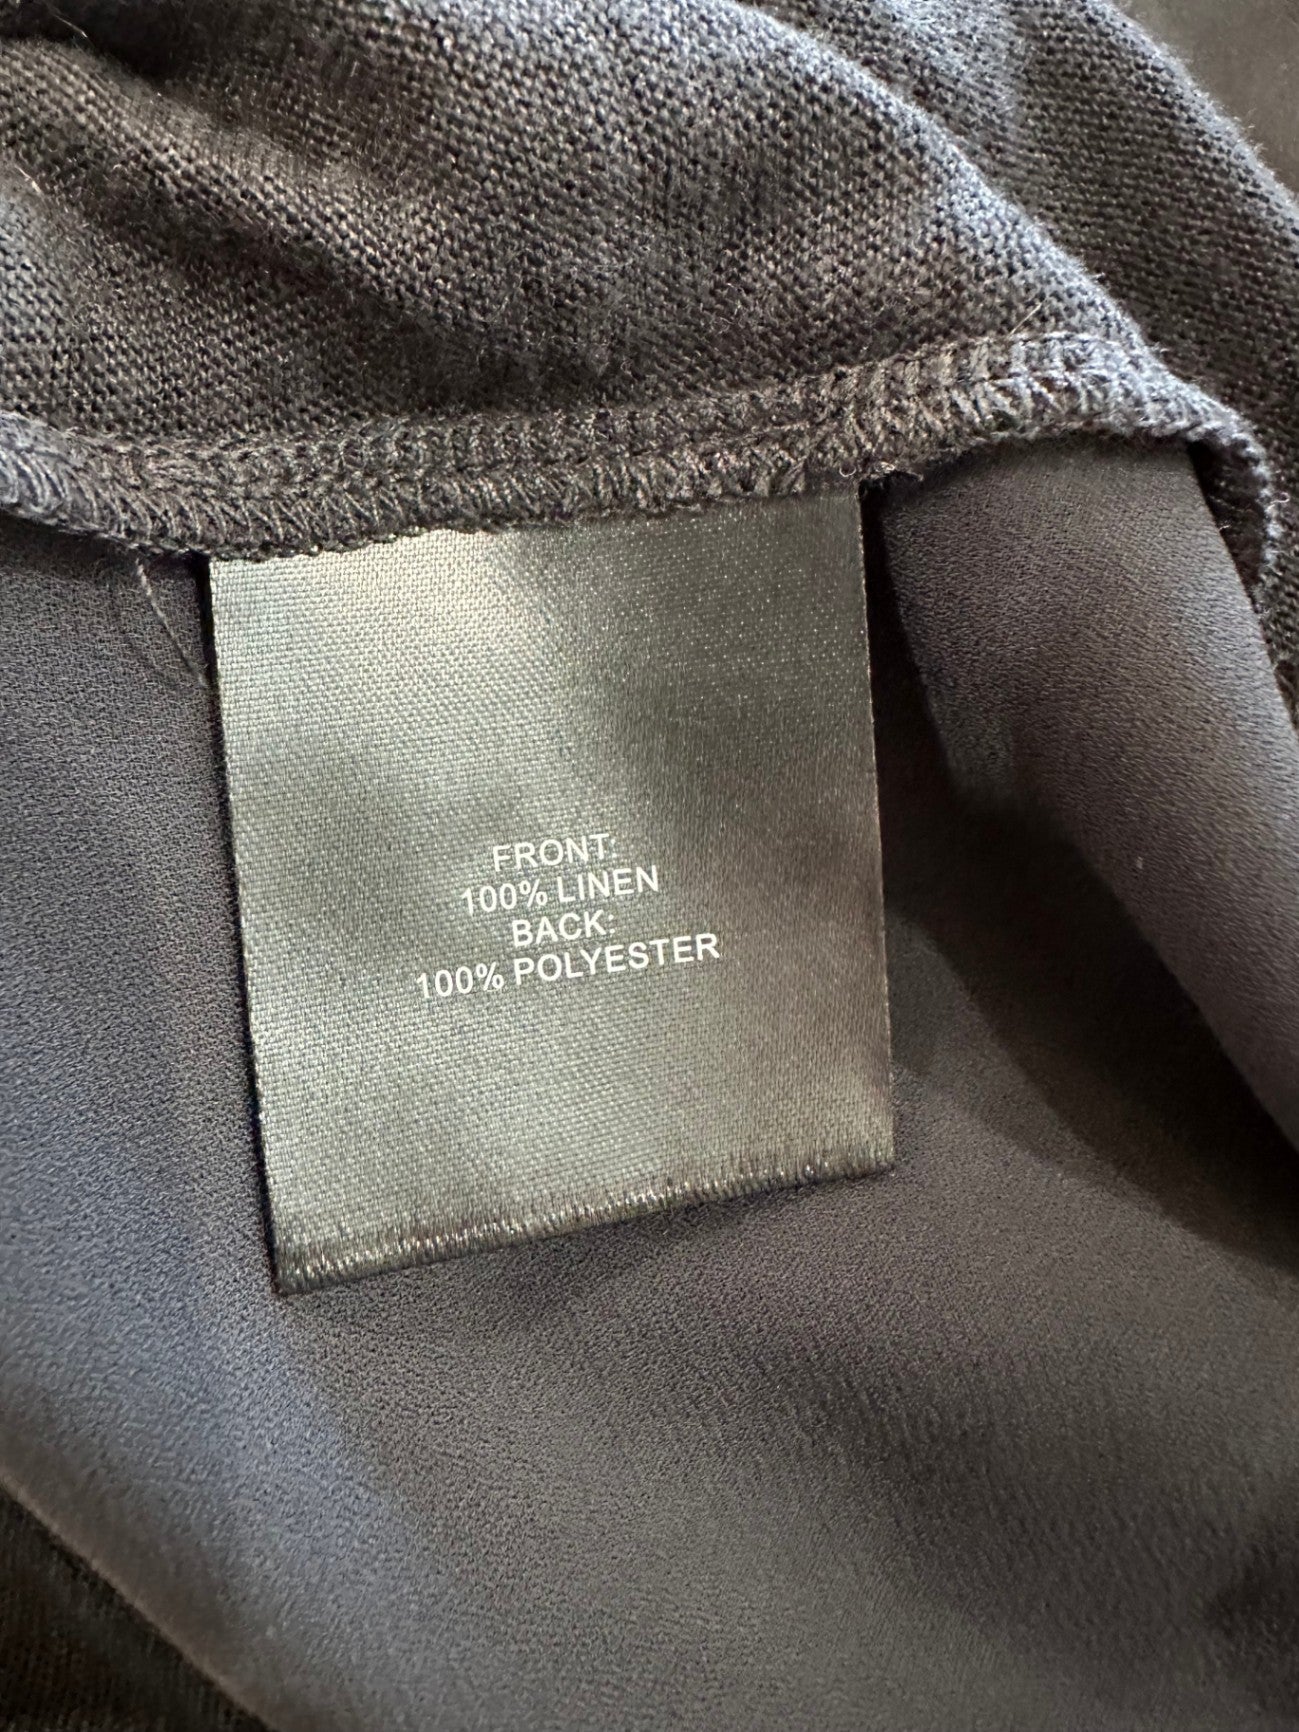 FRONT:
100% LINEN
BACK:
100% POLYESTER